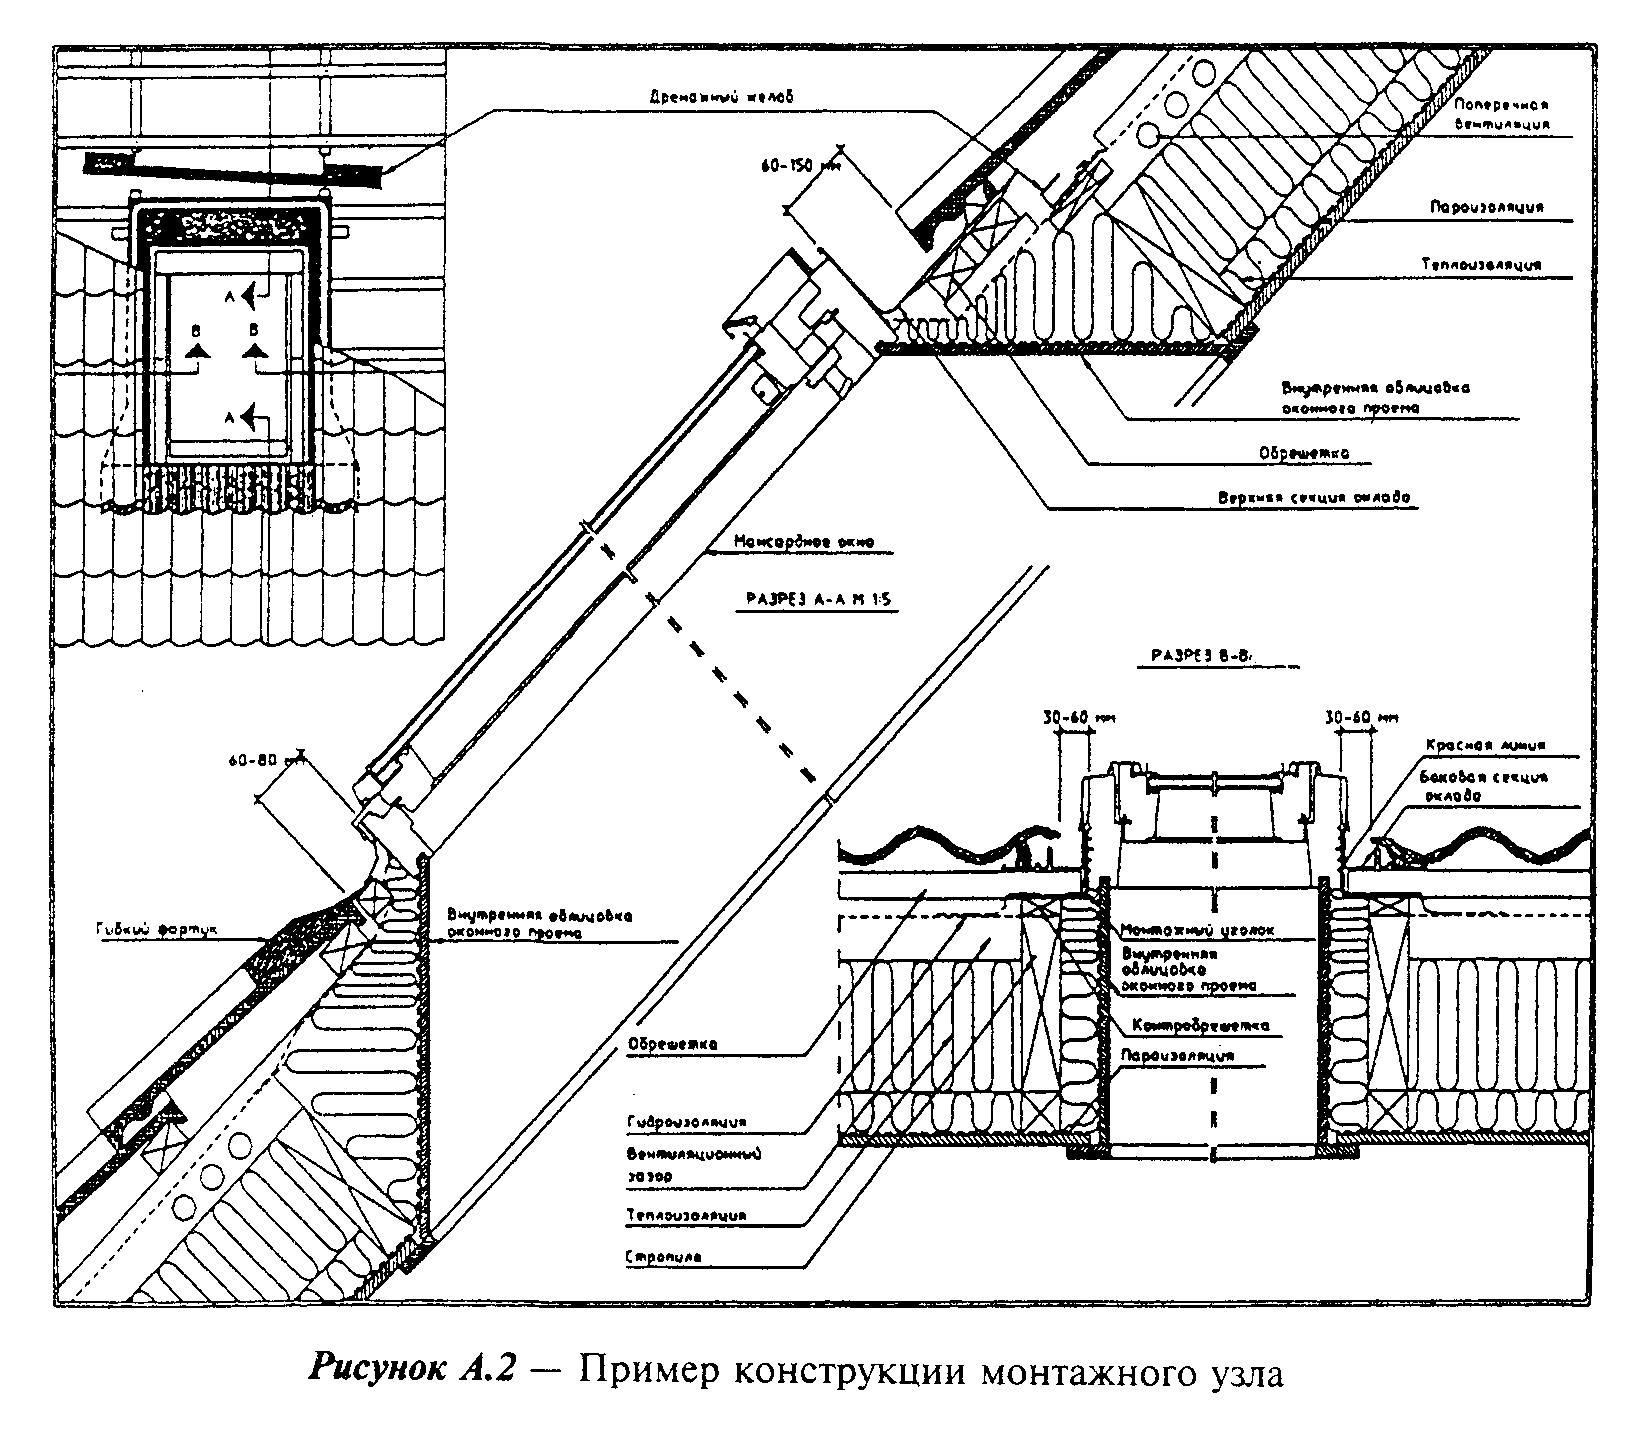 Дренажный желоб
60-150 мм
Поперечная
вентиляция
Пароизоляция
Теплоизоляция
А
В
В
А
Внутренняя облицовка
оконного проема
Обрешетка
Верхняя секция оклада
Мансардное окно
РАЗРЕЗ А-А М 1:5
РАЗРЕЗ В-В
30-60 мм
30-60 мм
Красная линия
Боковая секция
оклада
60-80
Гибкий фартук
Внутренняя облицовка
оконного проема
Монтажный уголок
Внутренняя
облицовка
оконного проема
Контробрешетка
Пароизоляция
Обрешетка
Гидроизоляция
Вентиляционный
зазор
Теплоизоляция
Стропила
Рисунок А.2 — Пример конструкции монтажного узла